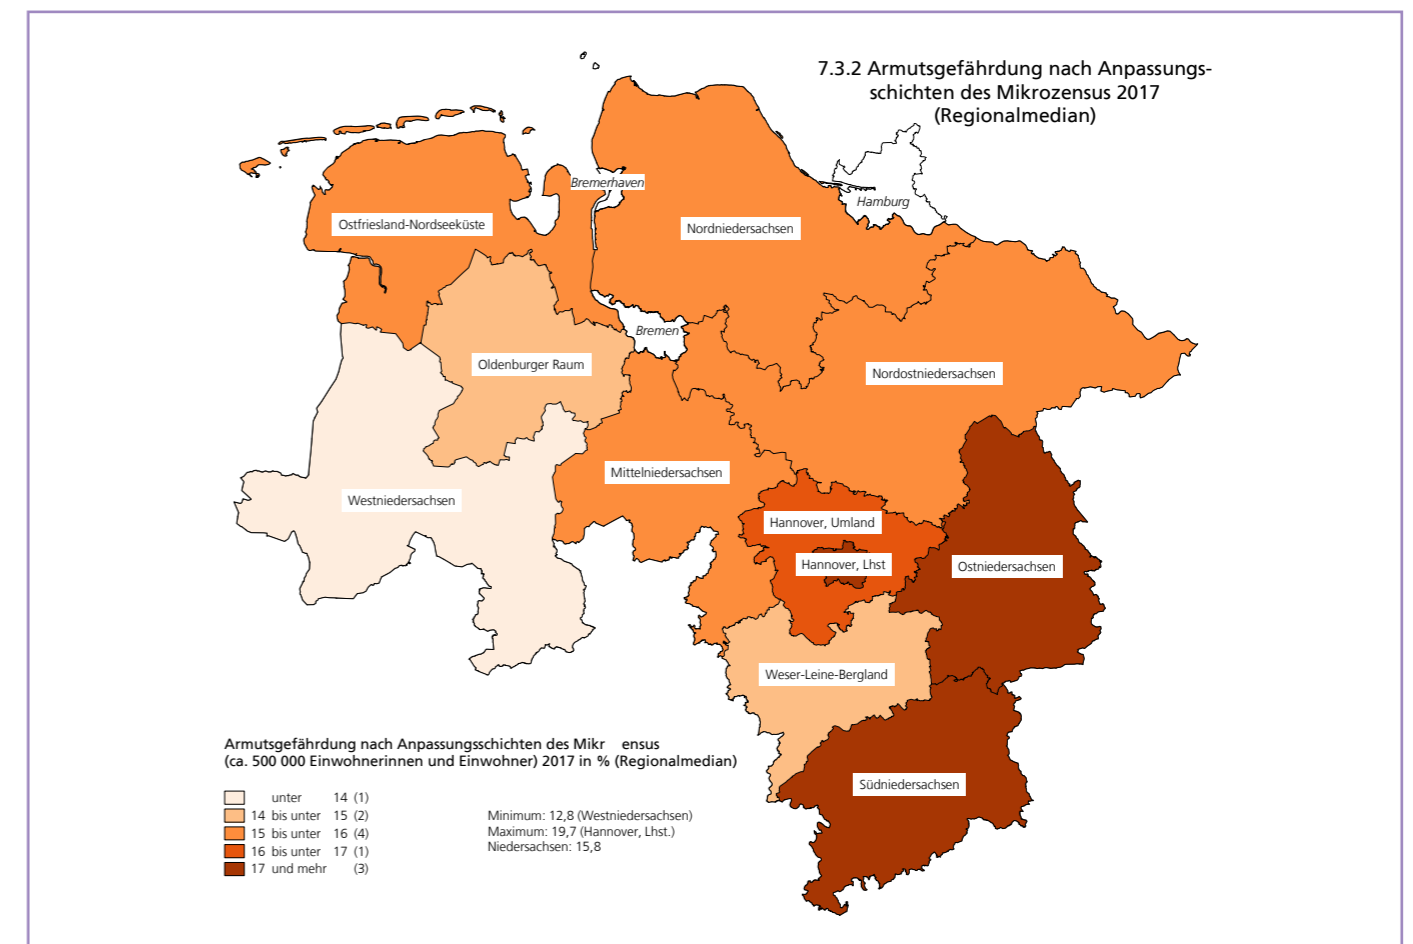 7.3.2 Armutsgefährdung nach Anpassungs-
schichten des Mikrozensus 2017
(Regionalmedian)
Bremerhaven
Hamburg
Ostfriesland-Nordseeküste
Nordniedersachsen
Bremen
Oldenburger Raum
Nordostniedersachsen
Mittelniedersachsen
Westniedersachsen
Hannover, Umland
Hannover, Lhst
Ostniedersachsen
Weser-Leine-Bergland
Südniedersachsen
Armutsgefährdung nach Anpassungsschichten des Mikr ensus
(ca. 500 000 Einwohnerinnen und Einwohner) 2017 in % (Regionalmedian)
unter 14 (1)
14 bis unter 15 (2)
15 bis unter 16 (4)
16 bis unter 17 (1)
17 und mehr (3)
Minimum: 12,8 (Westniedersachsen)
Maximum: 19,7 (Hannover, Lhst.)
Niedersachsen: 15,8